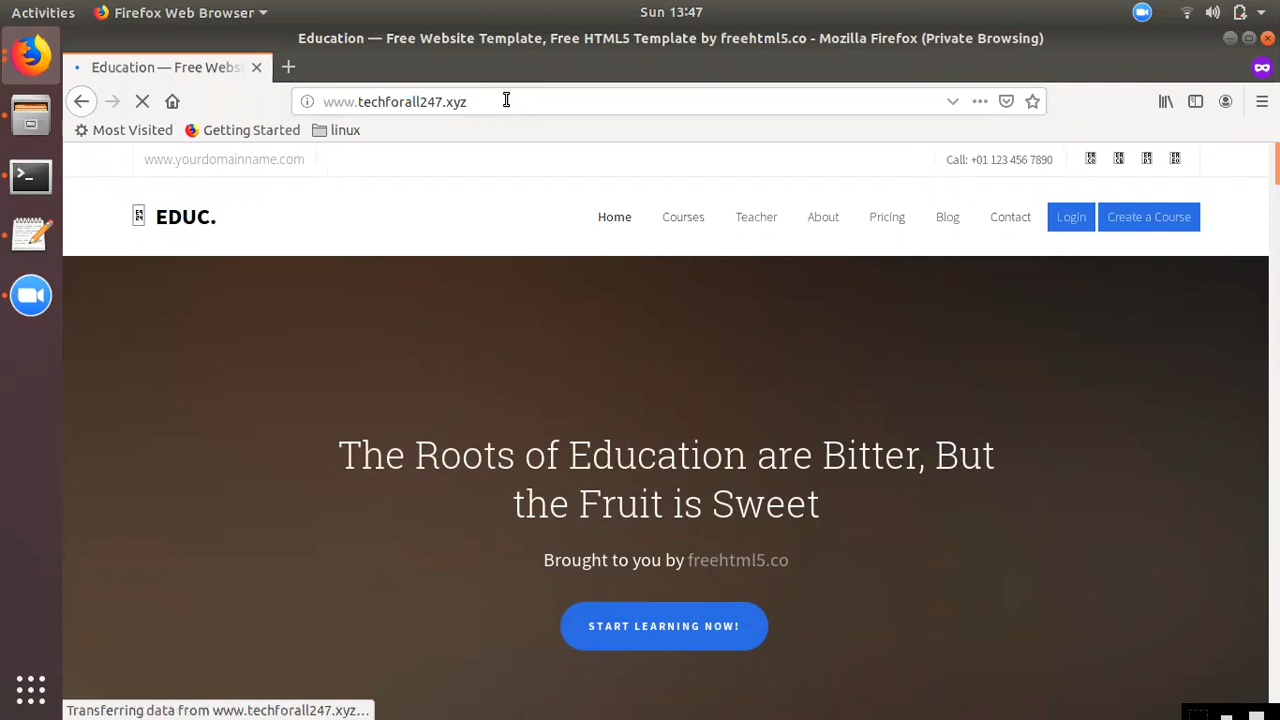 Activities Firefox Web Browser Sun 13:47
Education — Free Website Template, Free HTML5 Template by freehtml5.co - Mozilla Firefox (Private Browsing)
Education — Free Webs
www.techforall247.xyz
Most Visited Getting Started linux
www.yourdomainname.com Call: +01 123 456 7890
EDUC. Home Courses Teacher About Pricing Blog Contact Login Create a Course
The Roots of Education are Bitter, But
the Fruit is Sweet
Brought to you by freehtml5.co
START LEARNING NOW!
Transferring data from www.techforall247.xyz...